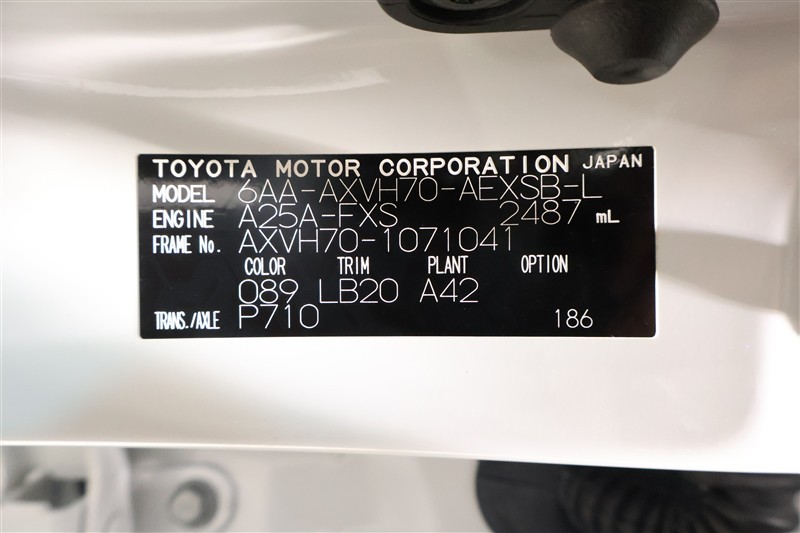 TOYOTA MOTOR CORPORATION JAPAN
MODEL 6AA-AXVH70-AEXSB-L
ENGINE A25A-FXS 2487 mL
FRAME No. AXVH70-1071041
COLOR TRIM PLANT OPTION
089 LB20 A42
TRANS./AXLE P710 186